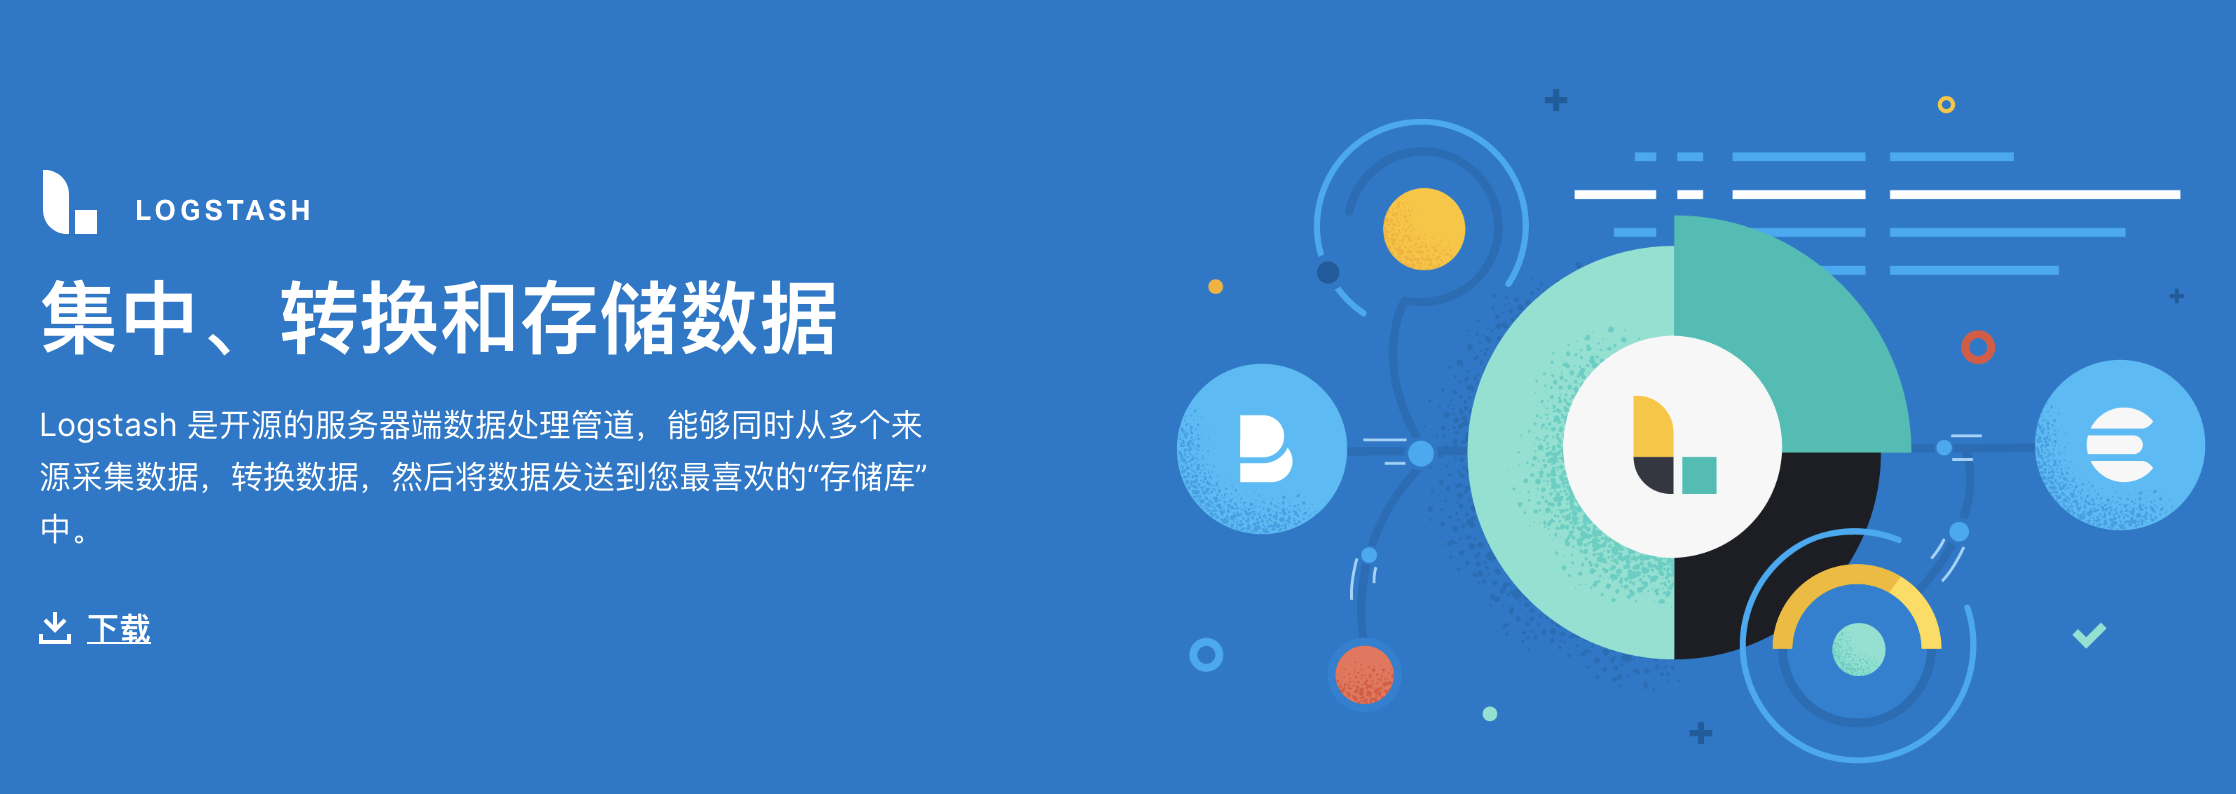 LOGSTASH
集中、转换和存储数据
Logstash 是开源的服务器端数据处理管道，能够同时从多个来
源采集数据，转换数据，然后将数据发送到您最喜欢的“存储库”
中。
下载